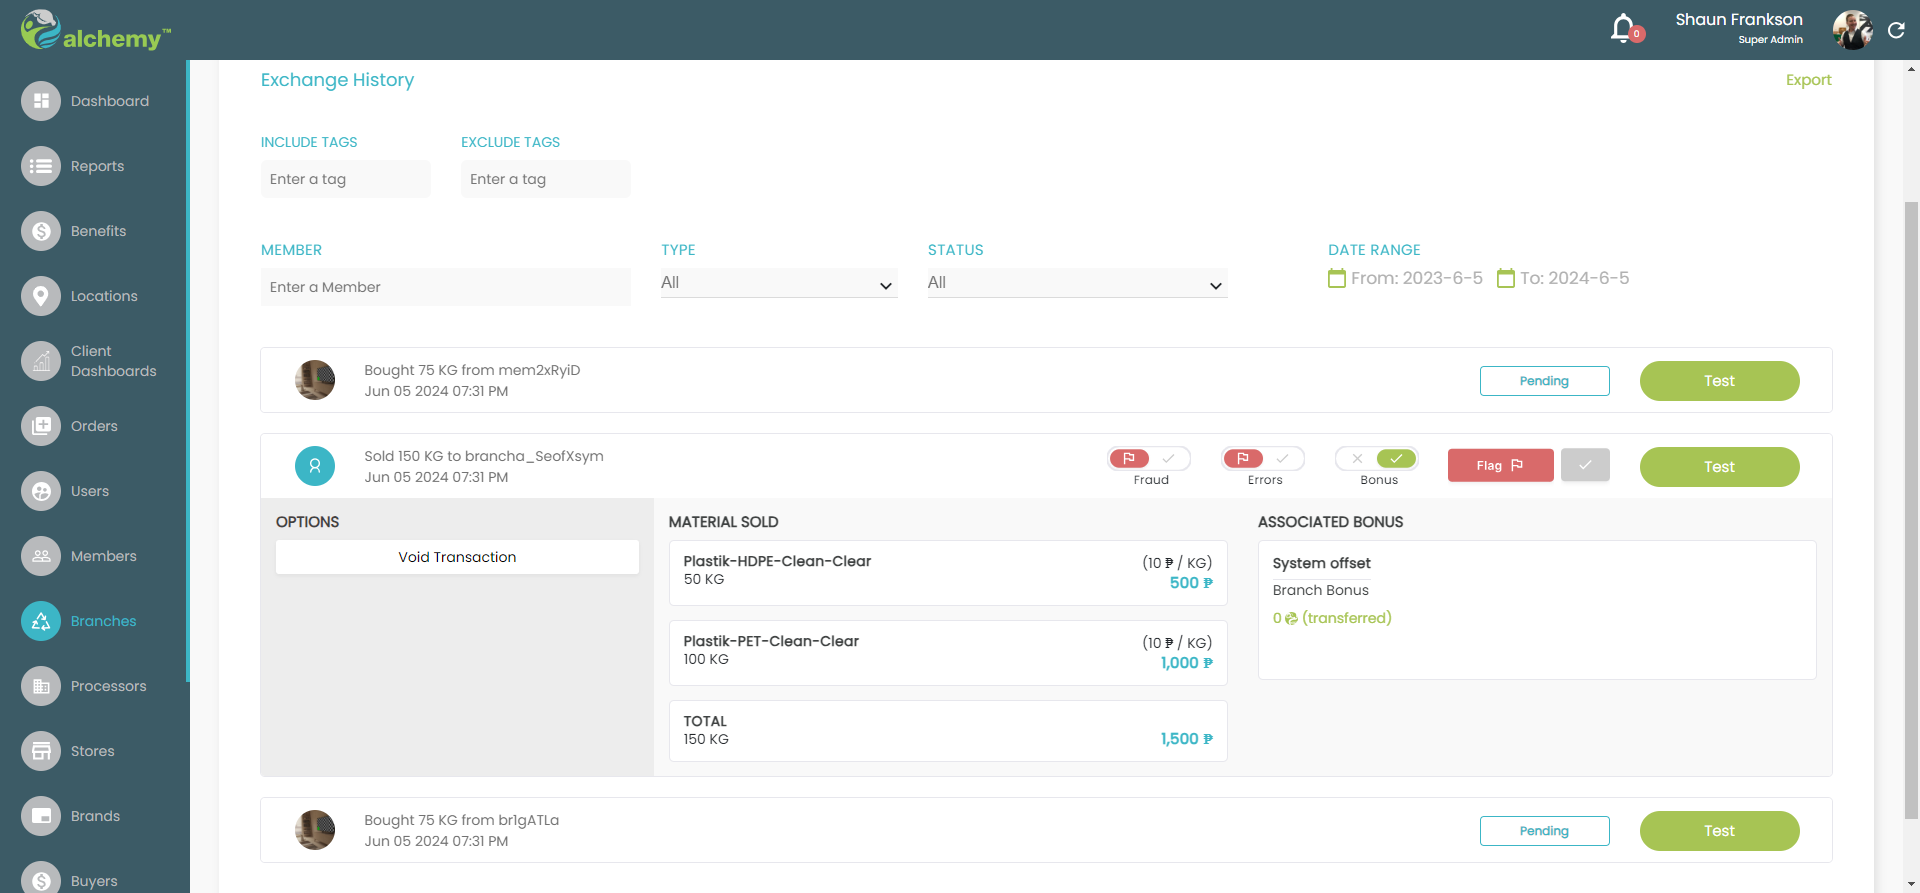 alchemy™
0
Shaun Frankson
Super Admin
Dashboard
Reports
Benefits
Locations
Client
Dashboards
Orders
Users
Members
Branches
Processors
Stores
Brands
Buyers
Exchange History
Export
INCLUDE TAGS
EXCLUDE TAGS
Enter a tag
Enter a tag
MEMBER
TYPE
STATUS
DATE RANGE
Enter a Member
All
All
From: 2023-6-5
To: 2024-6-5
Bought 75 KG from mem2xRyiD
Jun 05 2024 07:31 PM
Pending
Test
Sold 150 KG to brancha_SeofXsym
Jun 05 2024 07:31 PM
Fraud
Errors
Bonus
Flag
Test
OPTIONS
Void Transaction
MATERIAL SOLD
Plastik-HDPE-Clean-Clear
(10 ₱ / KG)
50 KG
500 ₱
Plastik-PET-Clean-Clear
(10 ₱ / KG)
100 KG
1,000 ₱
TOTAL
150 KG
1,500 ₱
ASSOCIATED BONUS
System offset
Branch Bonus
0 (transferred)
Bought 75 KG from br1gATLa
Jun 05 2024 07:31 PM
Pending
Test